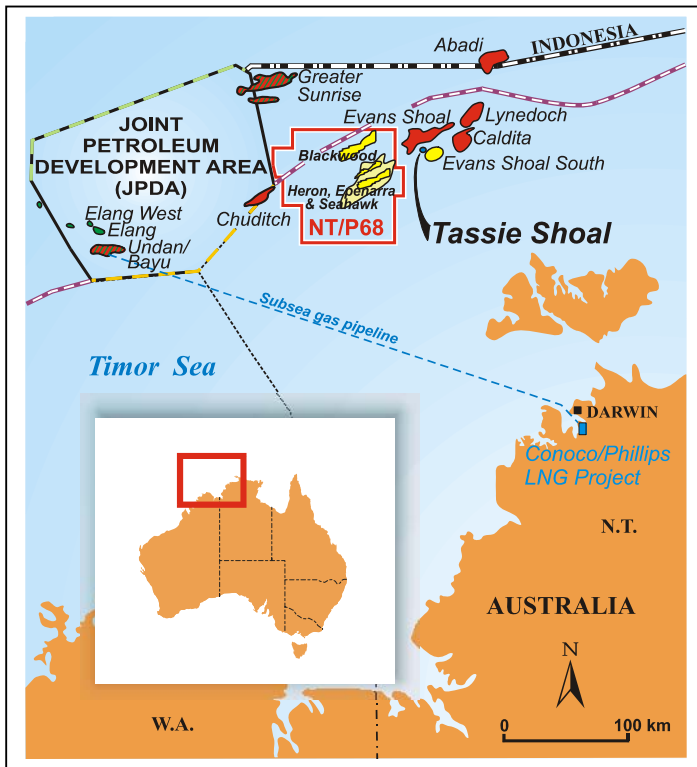 Abadi
INDONESIA
Greater
Sunrise
JOINT
PETROLEUM
DEVELOPMENT AREA
(JPDA)
Evans Shoal
Lynedoch
Caldita
Blackwood
Evans Shoal South
Heron, Epenarra
& Seahawk
NT/P68
Chuditch
Elang West
Elang
Undan/
Bayu
Tassie Shoal
Subsea gas pipeline
Timor Sea
DARWIN
Conoco/Phillips
LNG Project
N.T.
AUSTRALIA
N
W.A.
0 100 km